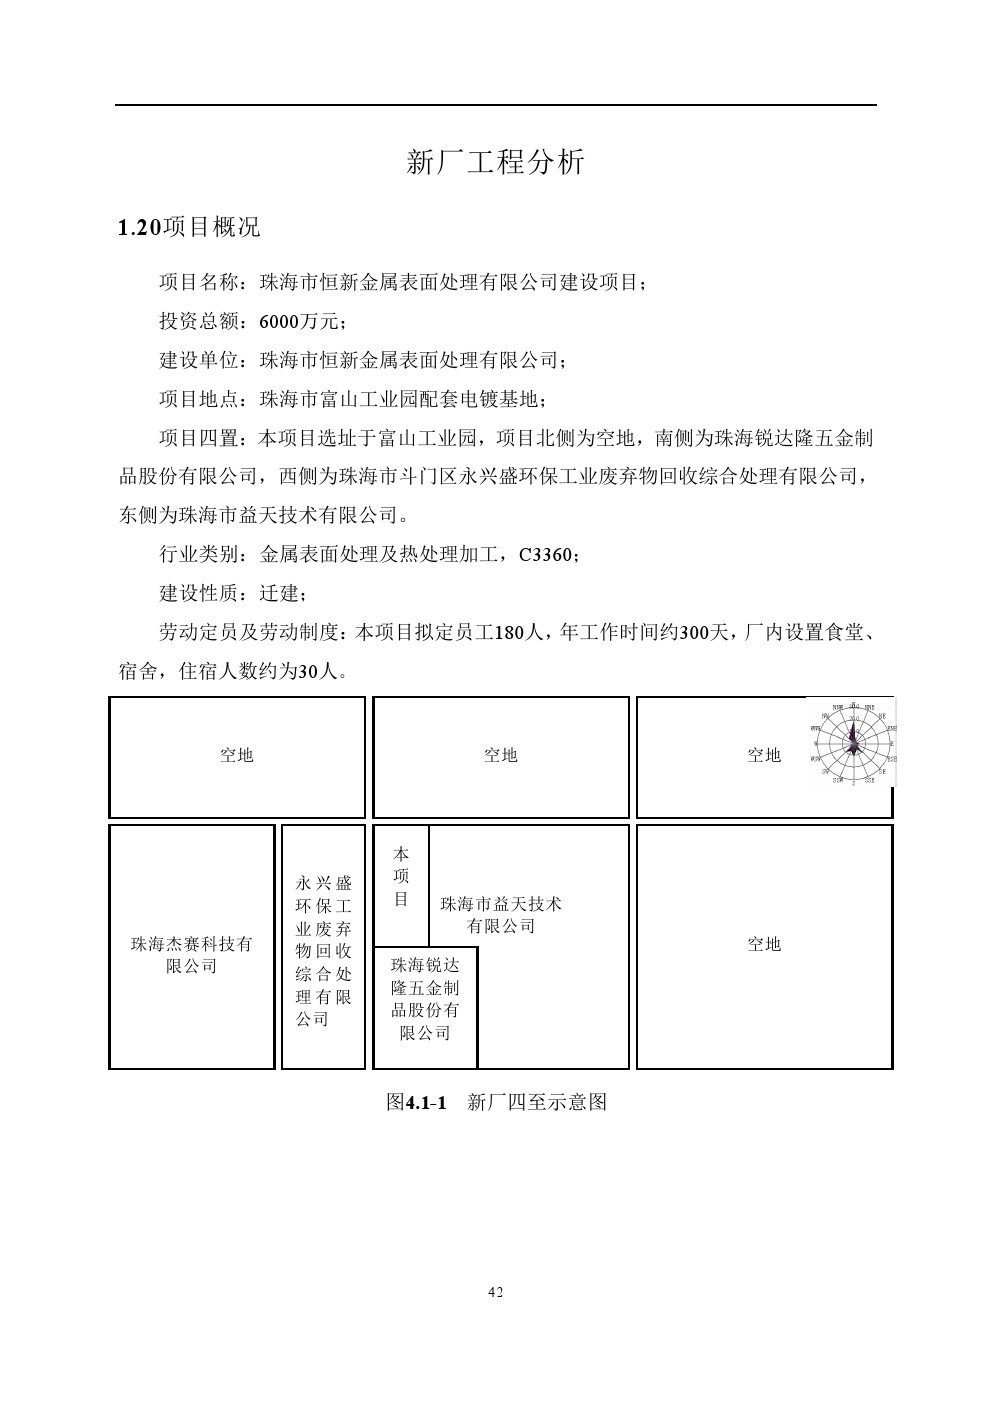 新厂工程分析
1.20项目概况
项目名称：珠海市恒新金属表面处理有限公司建设项目；
投资总额：6000万元；
建设单位：珠海市恒新金属表面处理有限公司；
项目地点：珠海市富山工业园配套电镀基地；
项目四置：本项目选址于富山工业园，项目北侧为空地，南侧为珠海锐达隆五金制
品股份有限公司，西侧为珠海市斗门区永兴盛环保工业废弃物回收综合处理有限公司，
东侧为珠海市益天技术有限公司。
行业类别：金属表面处理及热处理加工，C3360；
建设性质：迁建；
劳动定员及劳动制度：本项目拟定员工180人，年工作时间约300天，厂内设置食堂、
宿舍，住宿人数约为30人。
空地
空地
空地
NNW
NNE
NW
NE
WNW
ENE
W
E
WSW
ESE
SW
SE
SSW
SSE
S
珠海杰赛科技有
限公司
永兴盛
环保工
业废弃
物回收
综合处
理有限
公司
本
项
目
珠海市益天技术
有限公司
珠海锐达
隆五金制
品股份有
限公司
空地
图4.1-1 新厂四至示意图
42